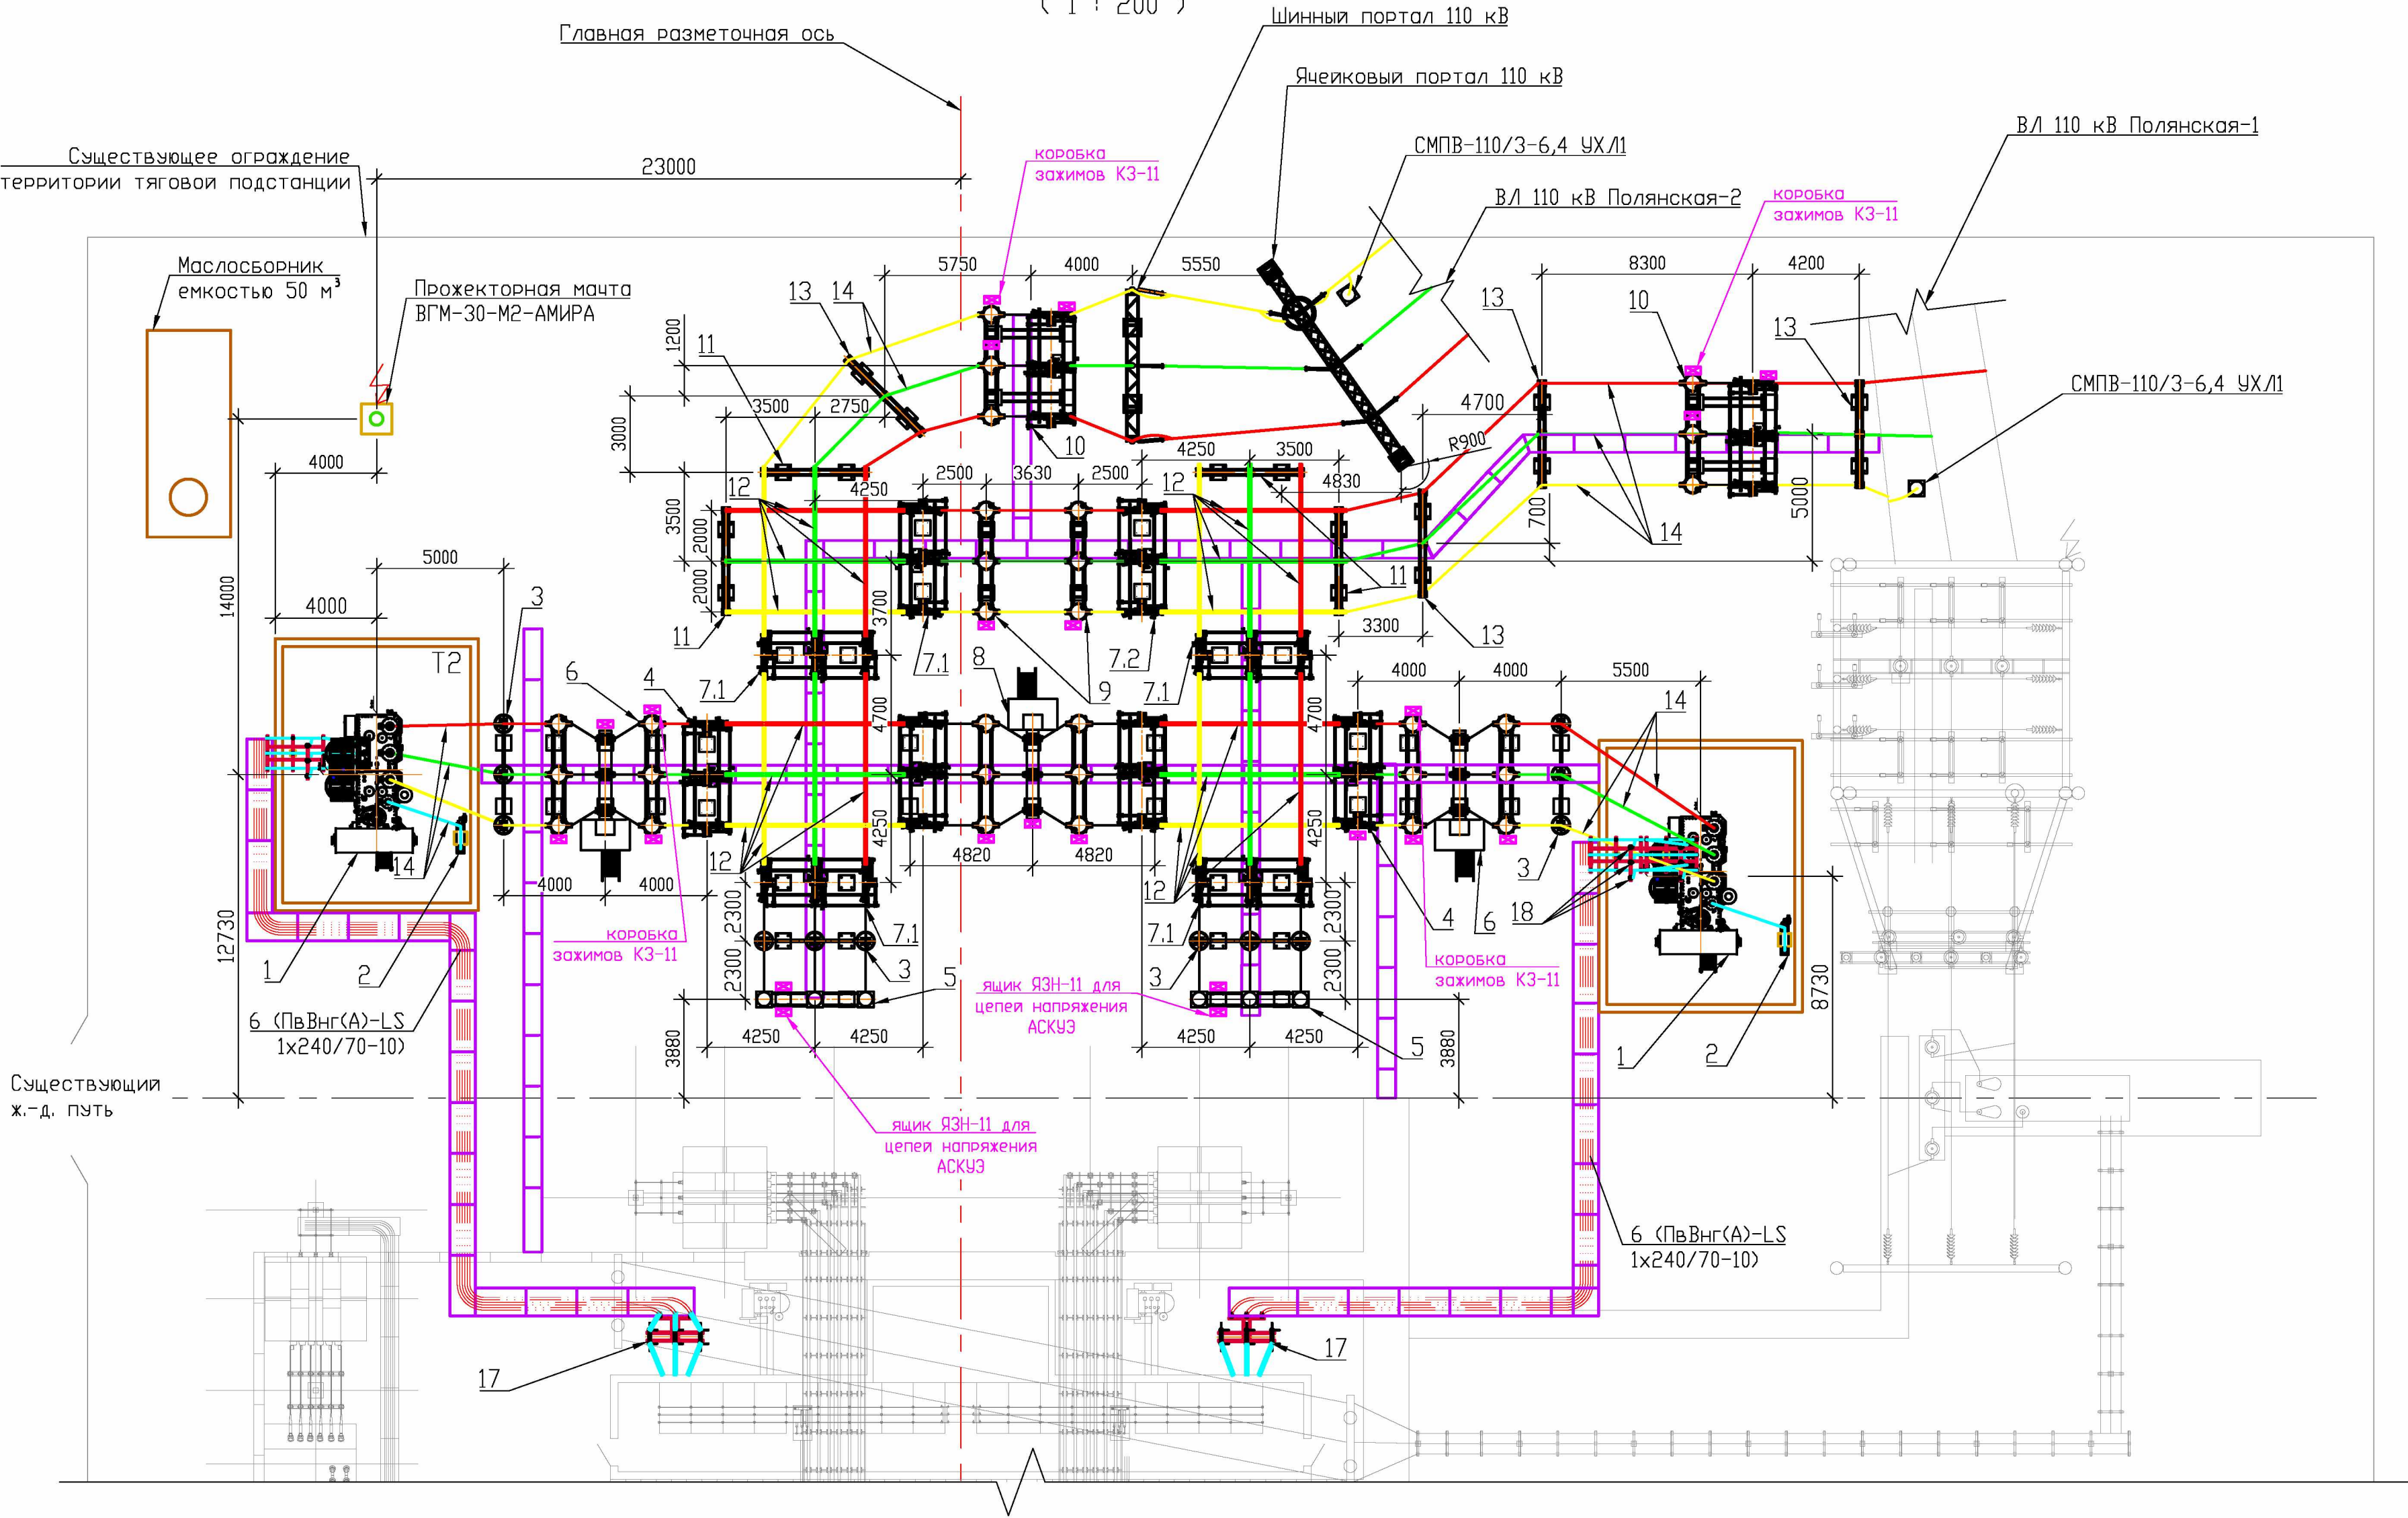 ( 1 : 200 )
Шинный портал 110 кВ
Главная разметочная ось
Ячейковый портал 110 кВ
ВЛ 110 кВ Полянская-1
СМПВ-110/3-6,4 УХЛ1
Существующее ограждение
территории тяговой подстанции
23000
коробка
зажимов КЗ-11
ВЛ 110 кВ Полянская-2
коробка
зажимов КЗ-11
Маслосборник
емкостью 50 м³
Прожекторная мачта
ВГМ-30-М2-АМИРА
5750
4000
5550
8300
4200
13
14
13
10
13
1200
11
СМПВ-110/3-6,4 УХЛ1
3500
2750
4700
3000
10
R900
4250
3500
4000
2500
3630
2500
12
4250
12
4830
3500
2000
700
5000
14
5000
2000
11
14000
4000
3
3700
11
3300
13
Т2
6
4
7.1
7.1
8
9
7.2
7.1
4000
4000
5500
14
4700
4700
4250
4250
14
12
4820
4820
12
3
4000
4000
2300
2300
4
6
18
12730
1
2
коробка
зажимов КЗ-11
7.1
7.1
2300
3
5
3
2300
коробка
зажимов КЗ-11
1
2
8730
ящик ЯЗН-11 для
цепей напряжения
АСКУЭ
6 (ПвВнг(А)-LS
1х240/70-10)
4250
4250
3880
4250
4250
3880
5
1
2
Существующий
ж.-д. путь
ящик ЯЗН-11 для
цепей напряжения
АСКУЭ
6 (ПвВнг(А)-LS
1х240/70-10)
17
17